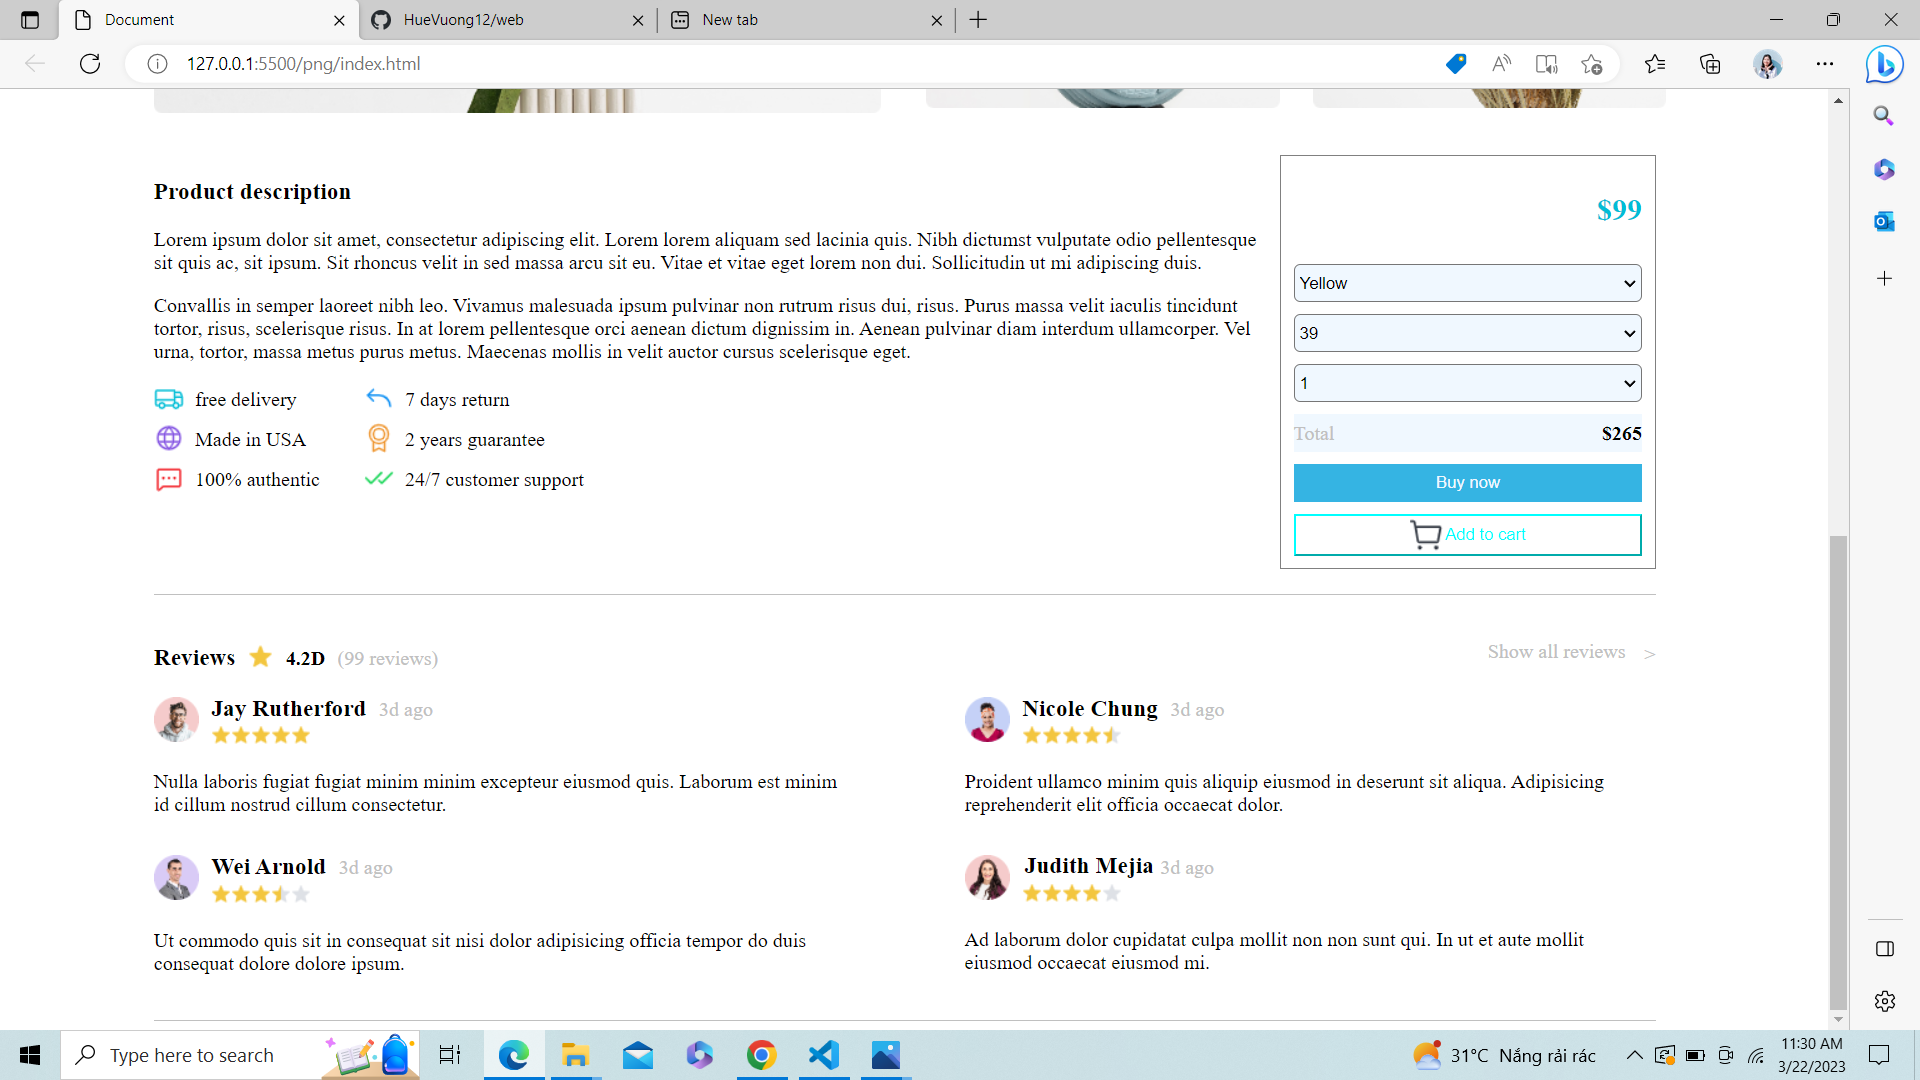 Document
HueVuong12/web
New tab
127.0.0.1:5500/png/index.html
Product description
Lorem ipsum dolor sit amet, consectetur adipiscing elit. Lorem lorem aliquam sed lacinia quis. Nibh dictumst vulputate odio pellentesque
sit quis ac, sit ipsum. Sit rhoncus velit in sed massa arcu sit eu. Vitae et vitae eget lorem non dui. Sollicitudin ut mi adipiscing duis.
Convallis in semper laoreet nibh leo. Vivamus malesuada ipsum pulvinar non rutrum risus dui, risus. Purus massa velit iaculis tincidunt
tortor, risus, scelerisque risus. In at lorem pellentesque orci aenean dictum dignissim in. Aenean pulvinar diam interdum ullamcorper. Vel
urna, tortor, massa metus purus metus. Maecenas mollis in velit auctor cursus scelerisque eget.
free delivery
7 days return
Made in USA
2 years guarantee
100% authentic
24/7 customer support
$99
Yellow
39
1
Total $265
Buy now
Add to cart
Reviews 4.2D (99 reviews)
Show all reviews >
Jay Rutherford 3d ago
Nulla laboris fugiat fugiat minim minim excepteur eiusmod quis. Laborum est minim
id cillum nostrud cillum consectetur.
Nicole Chung 3d ago
Proident ullamco minim quis aliquip eiusmod in deserunt sit aliqua. Adipisicing
reprehenderit elit officia occaecat dolor.
Wei Arnold 3d ago
Ut commodo quis sit in consequat sit nisi dolor adipisicing officia tempor do duis
consequat dolore dolore ipsum.
Judith Mejia 3d ago
Ad laborum dolor cupidatat culpa mollit non non sunt qui. In ut et aute mollit
eiusmod occaecat eiusmod mi.
Type here to search
31°C Nắng rải rác
11:30 AM
3/22/2023